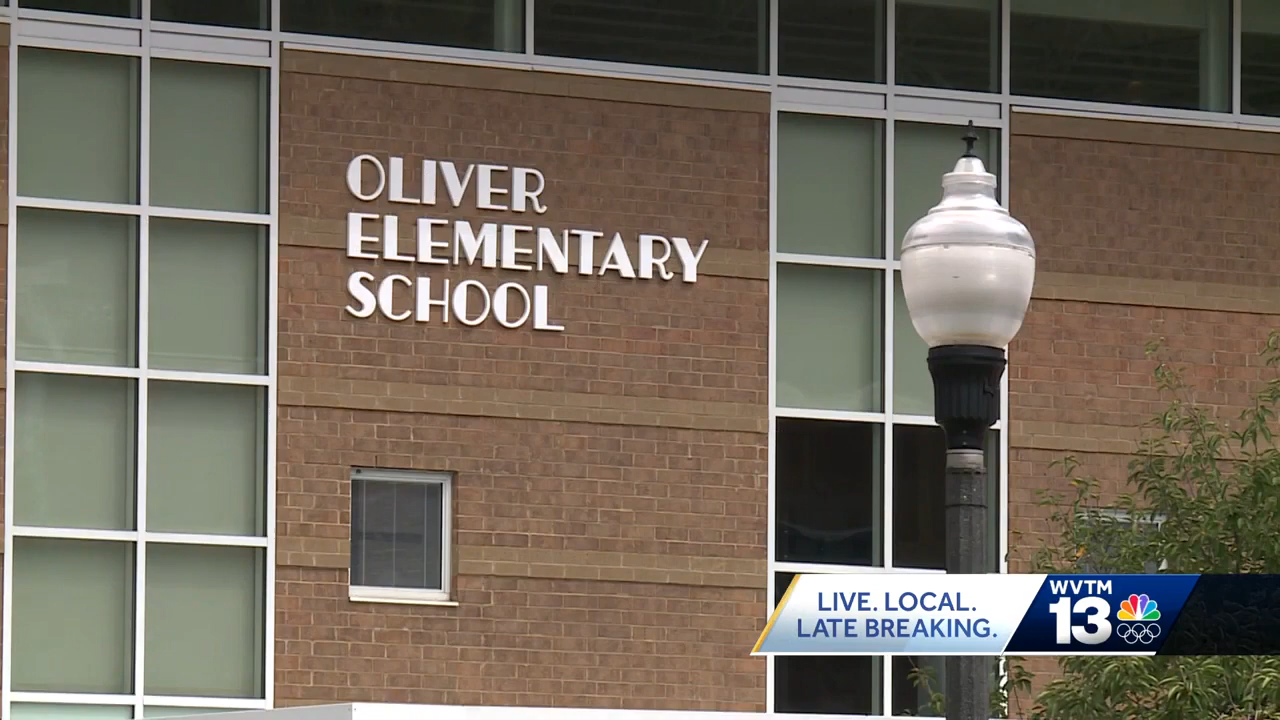 OLIVER
ELEMENTARY
SCHOOL
LIVE. LOCAL.
LATE BREAKING.
WVTM
13